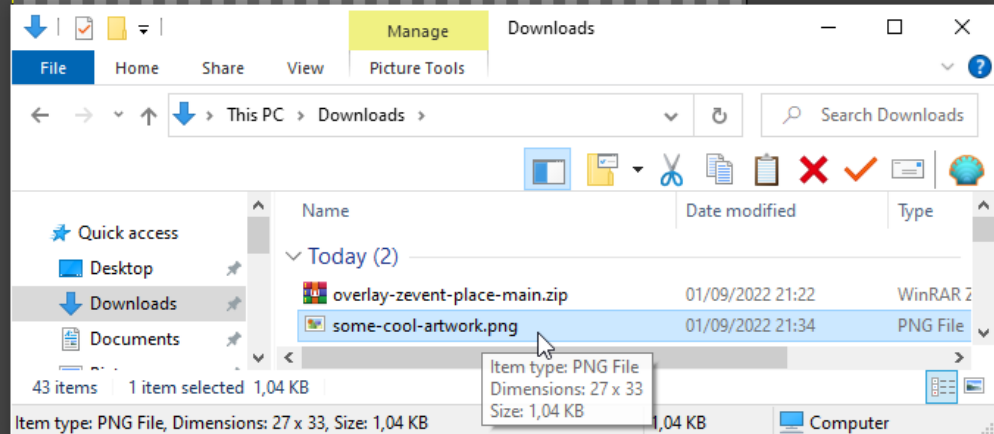 Manage
Downloads
File
Home
Share
View
Picture Tools
This PC
Downloads
Search Downloads
Name
Date modified
Type
Quick access
Today (2)
Desktop
overlay-zevent-place-main.zip
01/09/2022 21:22
WinRAR Z
Downloads
some-cool-artwork.png
01/09/2022 21:34
PNG File
Documents
Item type: PNG File
Dimensions: 27 x 33
Size: 1,04 KB
43 items
1 item selected 1,04 KB
Item type: PNG File, Dimensions: 27 x 33, Size: 1,04 KB
1,04 KB
Computer